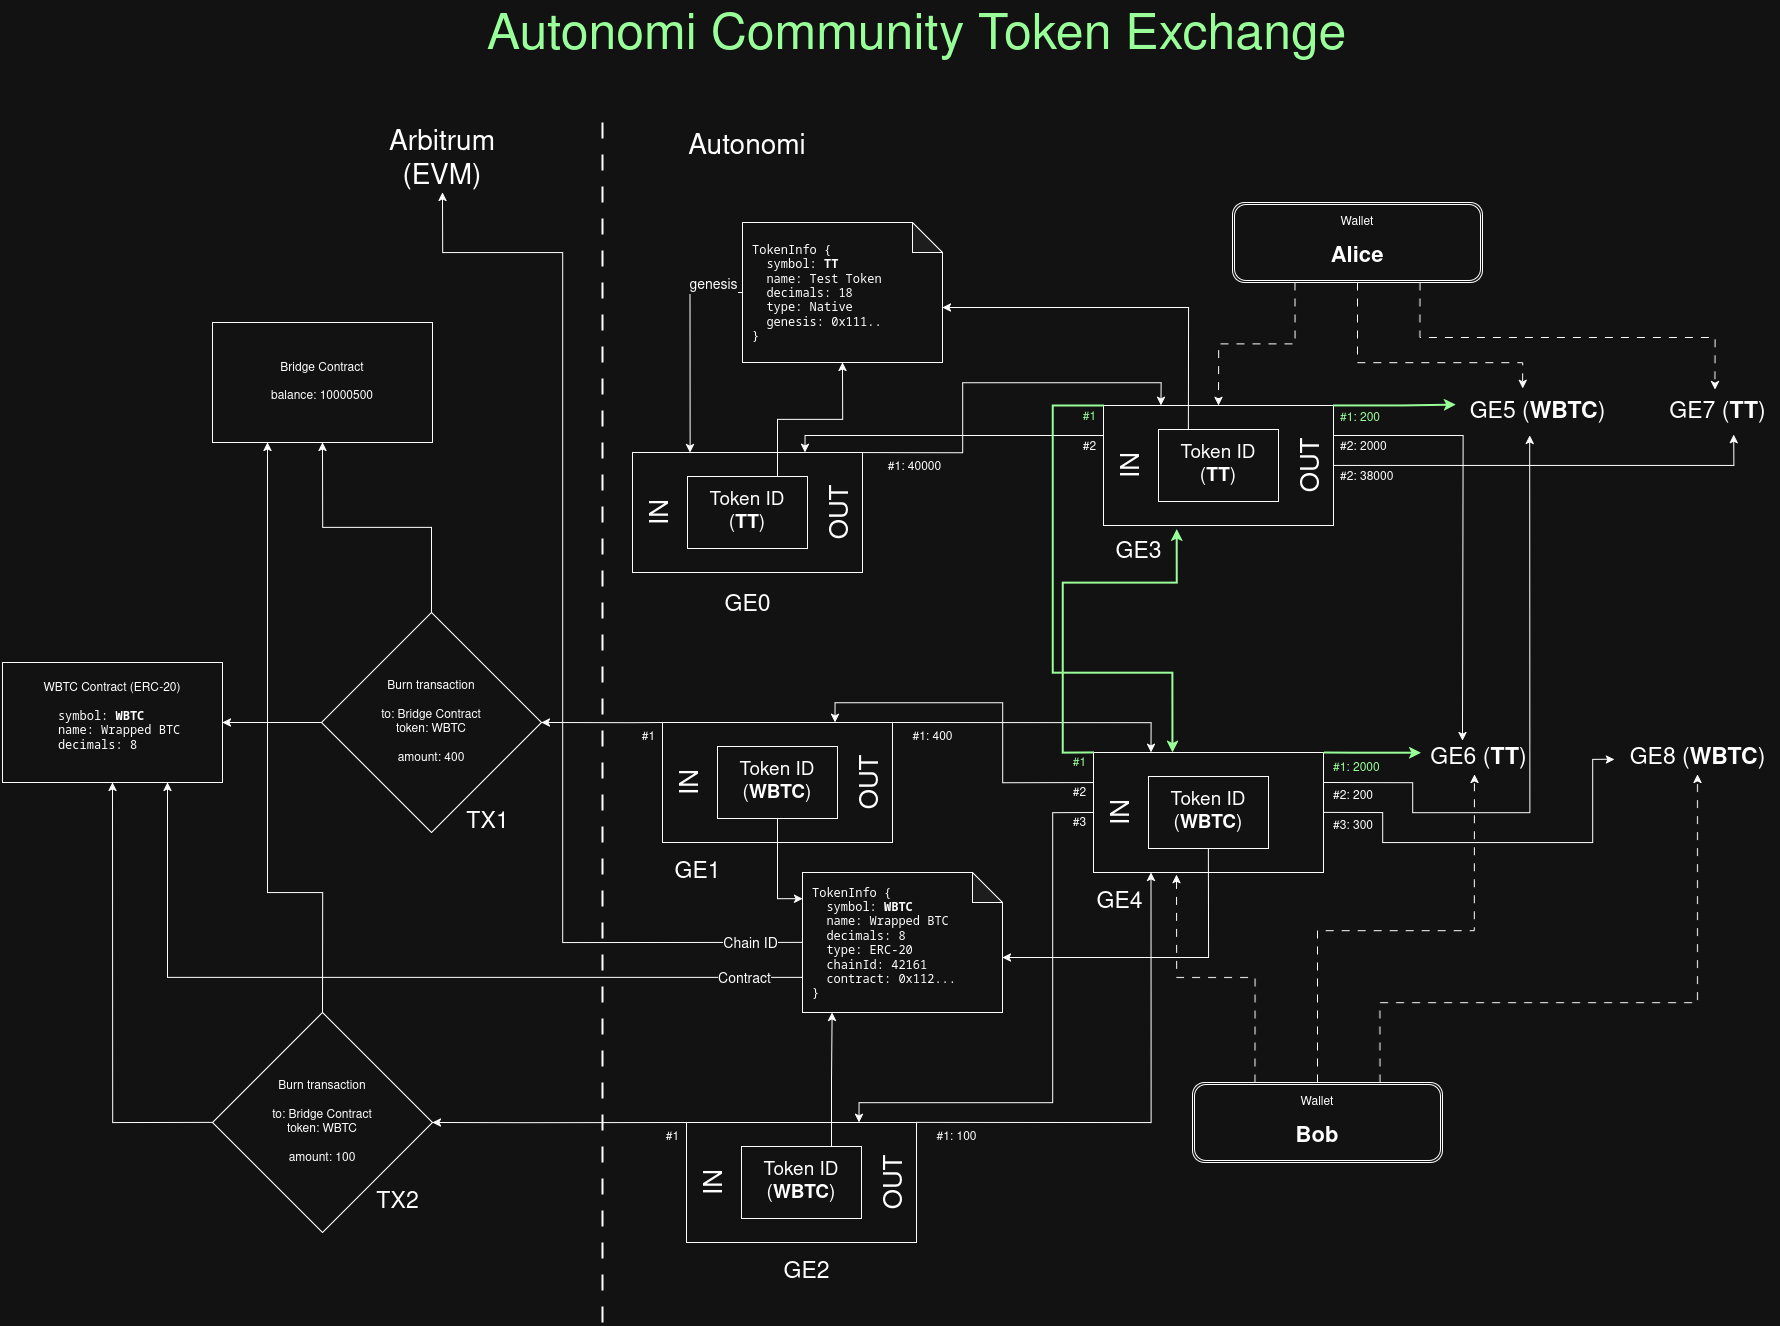 Autonomi Community Token Exchange
Arbitrum
(EVM)
Autonomi
Wallet
Alice
TokenInfo {
symbol: TT
name: Test Token
decimals: 18
type: Native
genesis: 0x111..
}
genesis
Bridge Contract
balance: 10000500
#1
#2
IN
Token ID
(TT)
OUT
#1: 200
#2: 2000
#2: 38000
GE3
GE5 (WBTC)
GE7 (TT)
#1: 40000
IN
Token ID
(TT)
OUT
GE0
WBTC Contract (ERC-20)
symbol: WBTC
name: Wrapped BTC
decimals: 8
Burn transaction
to: Bridge Contract
token: WBTC
amount: 400
TX1
#1
IN
Token ID
(WBTC)
OUT
#1: 400
GE1
#1
#2
#3
IN
Token ID
(WBTC)
#1: 2000
#2: 200
#3: 300
GE4
GE6 (TT)
GE8 (WBTC)
TokenInfo {
symbol: WBTC
name: Wrapped BTC
decimals: 8
type: ERC-20
chainId: 42161
contract: 0x112...
}
Chain ID
Contract
Burn transaction
to: Bridge Contract
token: WBTC
amount: 100
TX2
#1
IN
Token ID
(WBTC)
OUT
#1: 100
GE2
Wallet
Bob